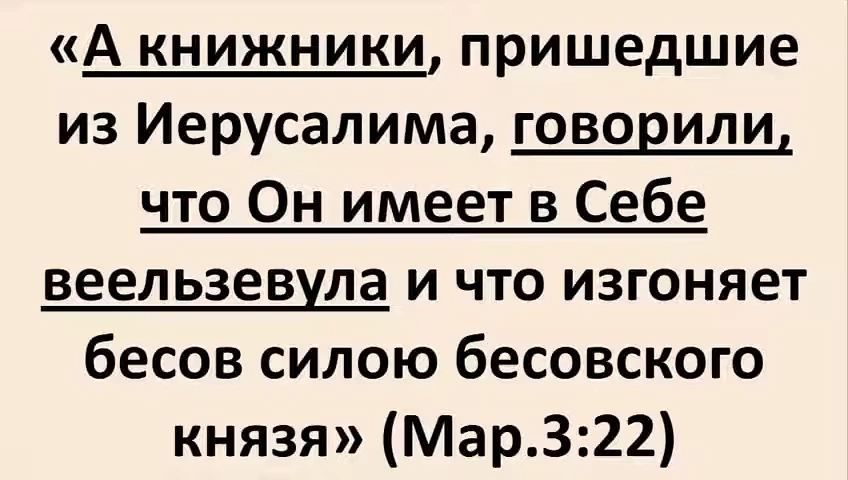 «А книжники, пришедшие
из Иерусалима, говорили,
что Он имеет в Себе
веельзевула и что изгоняет
бесов силою бесовского
князя» (Мар.3:22)